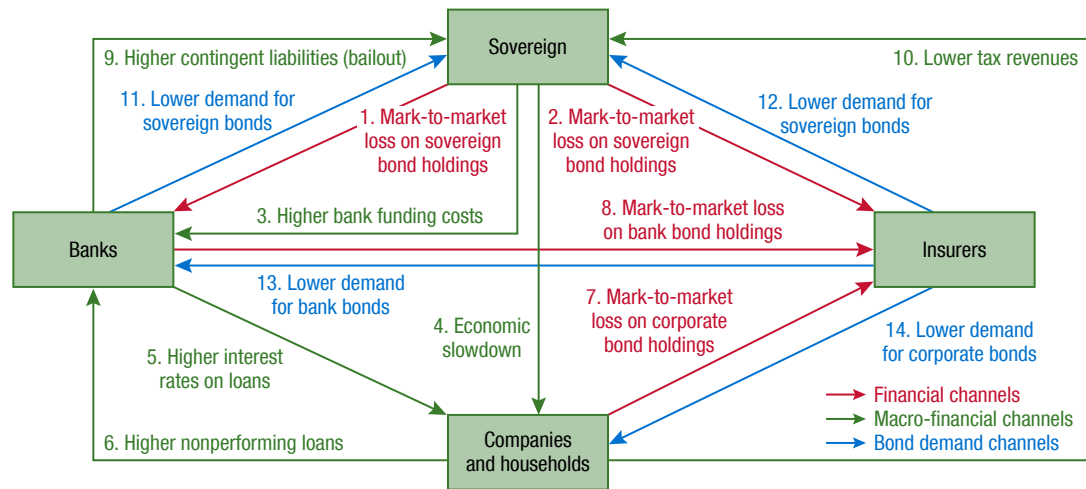 Sovereign
9. Higher contingent liabilities (bailout)
10. Lower tax revenues
11. Lower demand for
sovereign bonds
1. Mark-to-market
loss on sovereign
bond holdings
2. Mark-to-market
loss on sovereign
bond holdings
12. Lower demand for
sovereign bonds
3. Higher bank funding costs
8. Mark-to-market loss
on bank bond holdings
Banks
Insurers
13. Lower demand
for bank bonds
7. Mark-to-market
loss on corporate
bond holdings
4. Economic
slowdown
14. Lower demand
for corporate bonds
5. Higher interest
rates on loans
6. Higher nonperforming loans
Companies
and households
Financial channels
Macro-financial channels
Bond demand channels